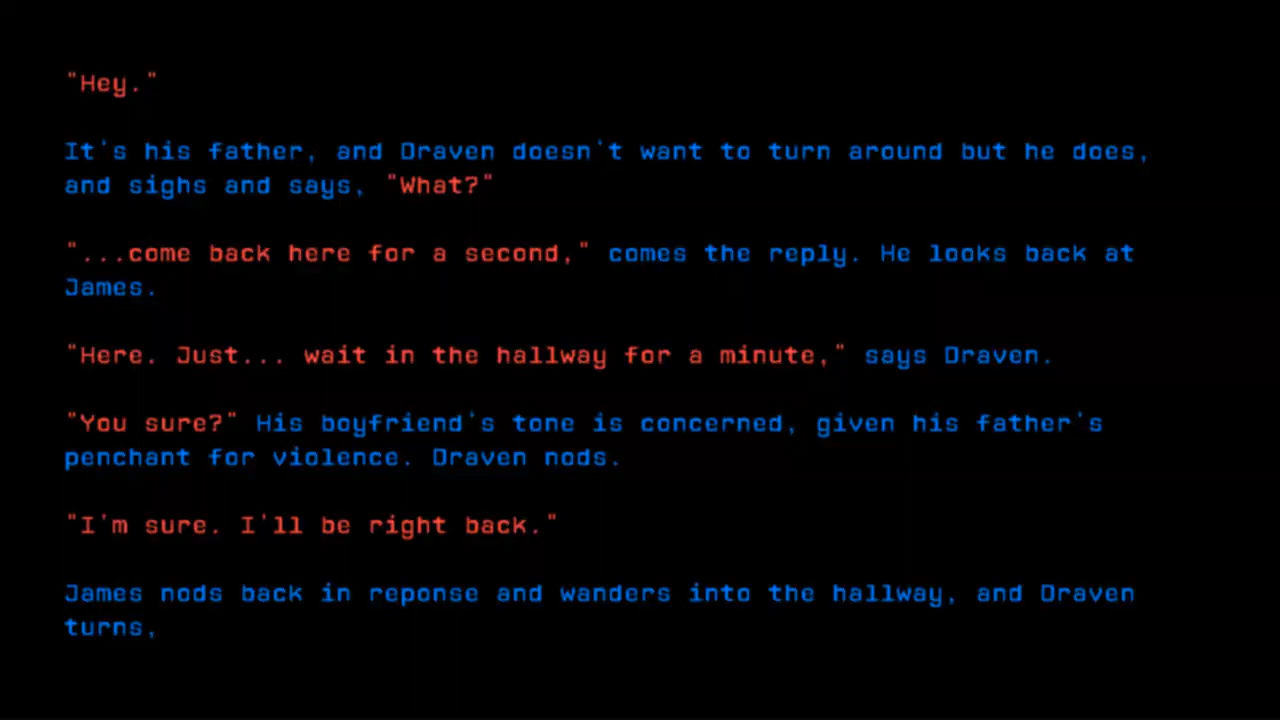 "Hey."
It's his father, and Draven doesn't want to turn around but he does,
and sighs and says, "What?"
"...come back here for a second," comes the reply. He looks back at
James.
"Here. Just... wait in the hallway for a minute," says Draven.
"You sure?" His boyfriend's tone is concerned, given his father's
penchant for violence. Draven nods.
"I'm sure. I'll be right back."
James nods back in reponse and wanders into the hallway, and Draven
turns,